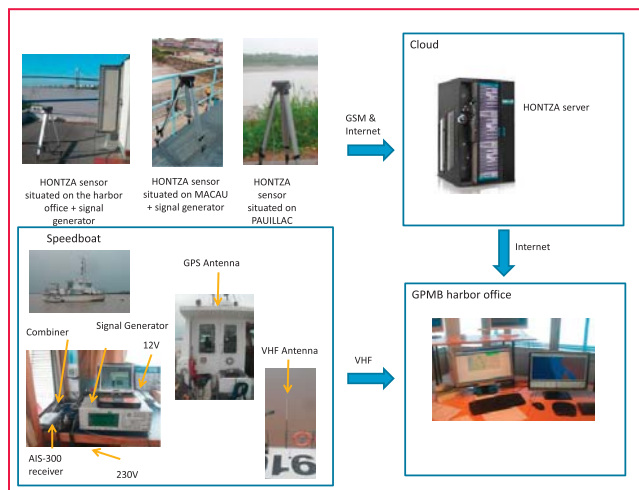 HONTZA sensor
situated on the harbor
office + signal
generator
HONTZA sensor
situated on MACAU
+ signal generator
HONTZA
sensor
situated on
PAUILLAC
GSM &
Internet
Cloud
HONTZA server
Internet
Speedboat
GPS Antenna
Combiner
Signal Generator
12V
VHF Antenna
AIS-300
receiver
230V
910
VHF
GPMB harbor office